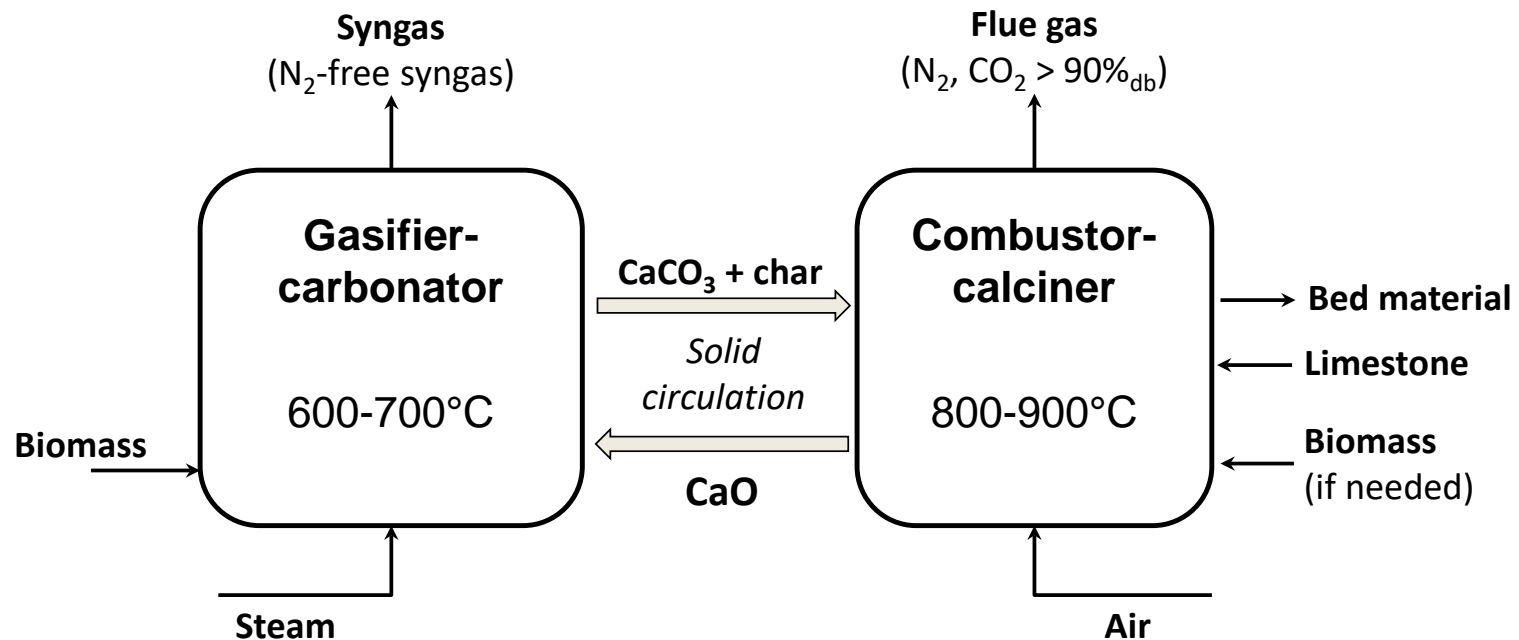 Syngas
(N₂-free syngas)
Flue gas
(N₂, CO₂ > 90%db)
Gasifier-
carbonator
600-700°C
CaCO₃ + char
Solid
circulation
CaO
Combustor-
calciner
800-900°C
Bed material
Limestone
Biomass
(if needed)
Biomass
Steam
Air